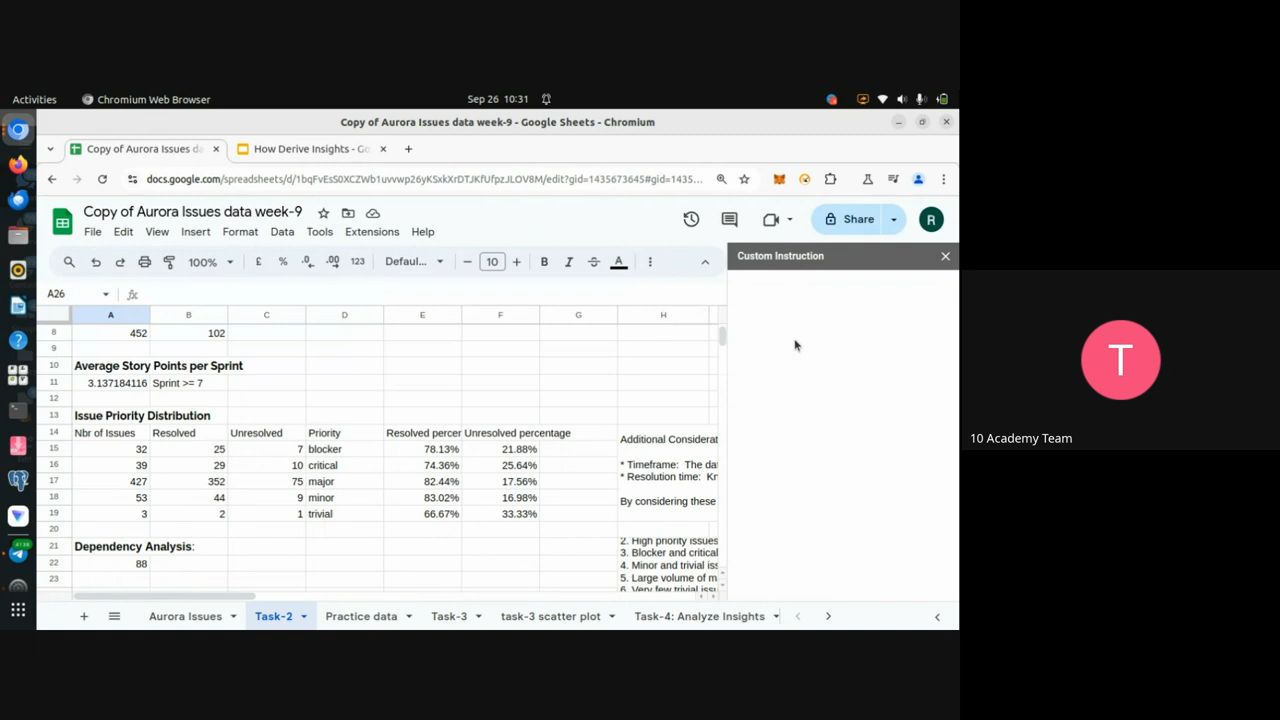 Activities
Chromium Web Browser
Sep 26 10:31
Copy of Aurora Issues data week-9 - Google Sheets - Chromium
Copy of Aurora Issues da
How Derive Insights - Go
docs.google.com/spreadsheets/d/1bqFvEsS0XCZWb1uvvwp26yKSxkXrDTJKfUfpzJLOV8M/edit?gid=1435673645#gid=1435...
Copy of Aurora Issues data week-9
File Edit View Insert Format Data Tools Extensions Help
Share
R
100%
£ % .0 .00 123
Defaul...
10
B I S A
Custom Instruction
A26
fx
A B C D E F G H
8 452 102
9
10 Average Story Points per Sprint
11 3.137184116 Sprint >= 7
12
13 Issue Priority Distribution
14 Nbr of Issues Resolved Unresolved Priority Resolved percer Unresolved percentage
Additional Considerat
15 32 25 7 blocker 78.13% 21.88%
16 39 29 10 critical 74.36% 25.64%
* Timeframe: The dat
17 427 352 75 major 82.44% 17.56%
* Resolution time: Kr
18 53 44 9 minor 83.02% 16.98%
By considering these
19 3 2 1 trivial 66.67% 33.33%
20
21 Dependency Analysis:
2. High priority issues
3. Blocker and critical
22 88
4. Minor and trivial iss
23
5. Large volume of m
6. Very few trivial issu
Aurora Issues
Task-2
Practice data
Task-3
task-3 scatter plot
Task-4: Analyze Insights
T
10 Academy Team